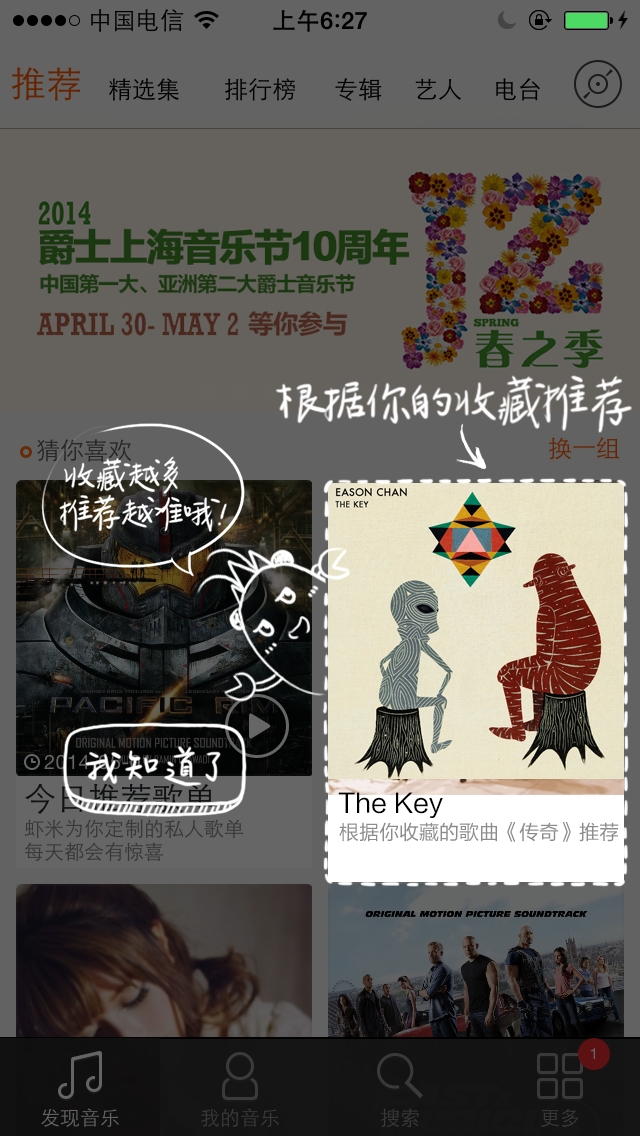 中国电信
上午6:27
推荐
精选集
排行榜
专辑
艺人
电台
2014
爵士上海音乐节10周年
中国第一大、亚洲第二大爵士音乐节
APRIL 30- MAY 2 等你参与
JZ
SPRING
春之季
根据你的收藏推荐
猜你喜欢
换一组
收藏越多
推荐越准哦!
EASON CHAN
THE KEY
PACIFIC RIM
ORIGINAL MOTION PICTURE SOUNDT
2014
我知道了
今日推荐歌单
虾米为你定制的私人歌单
每天都会有惊喜
The Key
根据你收藏的歌曲《传奇》推荐
ORIGINAL MOTION PICTURE SOUNDTRACK
发现音乐
我的音乐
搜索
更多
1